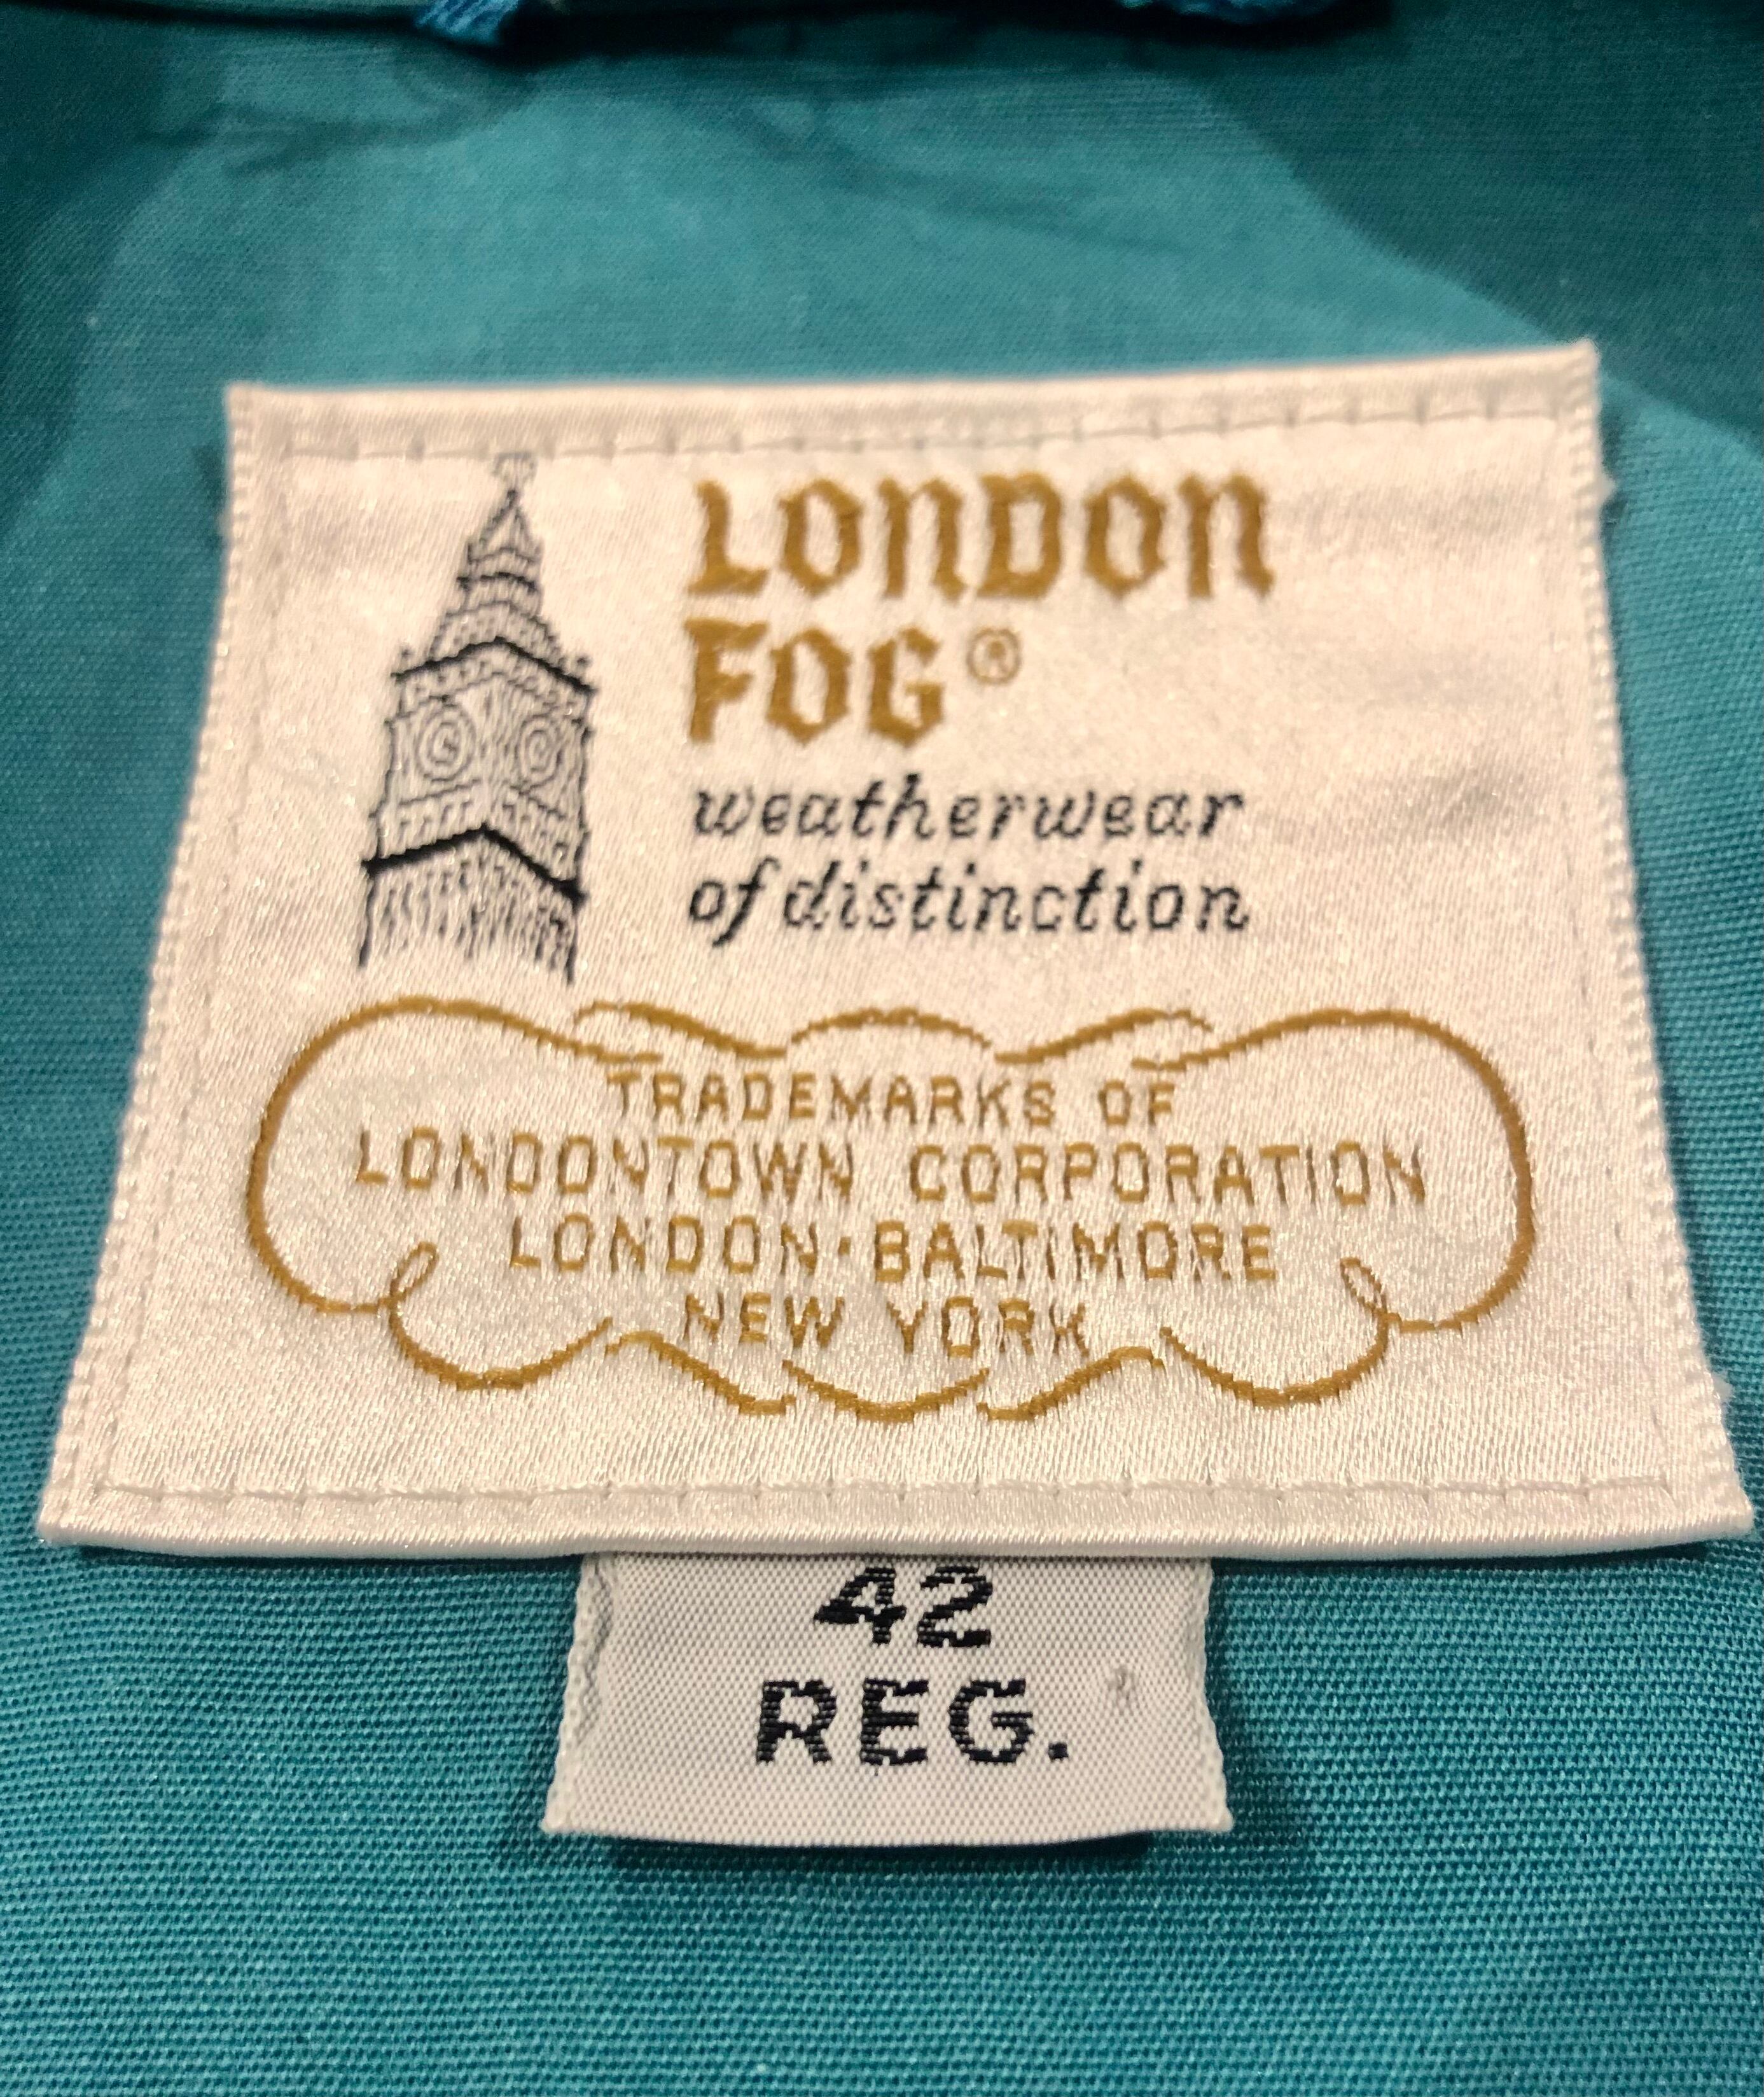 LONDON
FOG®
weatherwear
of distinction
TRADEMARKS OF
LONDONTOWN CORPORATION
LONDON·BALTIMORE
NEW YORK
42
REG.